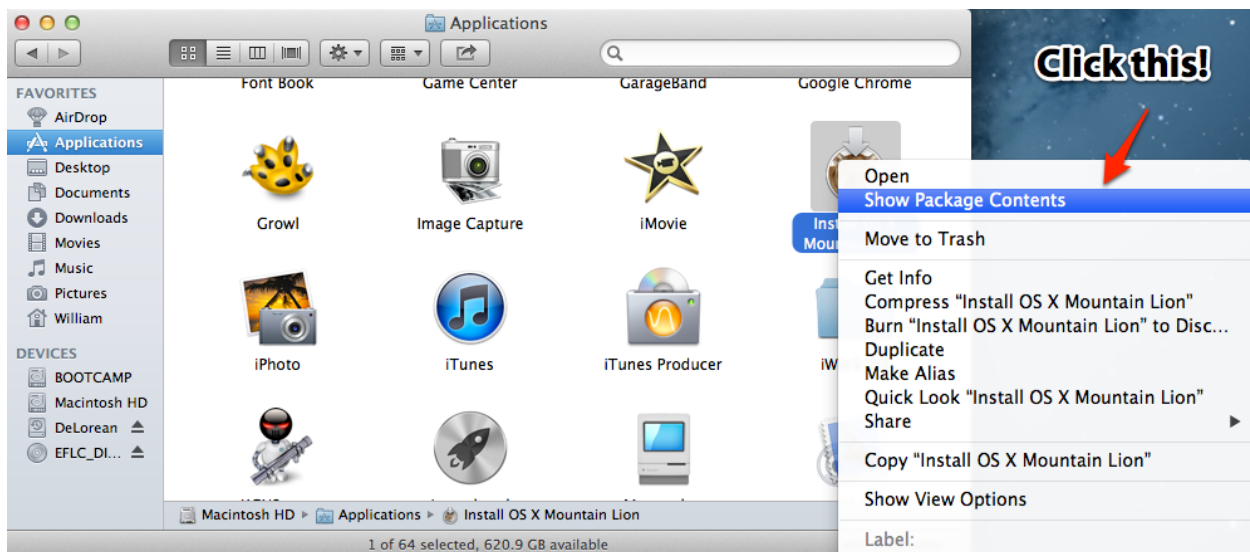 Applications
Click this!
FAVORITES
AirDrop
Applications
Desktop
Documents
Downloads
Movies
Music
Pictures
William
DEVICES
BOOTCAMP
Macintosh HD
DeLorean
EFLC_DI...
Font Book
Game Center
GarageBand
Google Chrome
Growl
Image Capture
iMovie
Inst
Mou
iPhoto
iTunes
iTunes Producer
iW
Open
Show Package Contents
Move to Trash
Get Info
Compress “Install OS X Mountain Lion”
Burn “Install OS X Mountain Lion” to Disc...
Duplicate
Make Alias
Quick Look “Install OS X Mountain Lion”
Share
Copy “Install OS X Mountain Lion”
Show View Options
Label:
Macintosh HD ▸ Applications ▸ Install OS X Mountain Lion
1 of 64 selected, 620.9 GB available